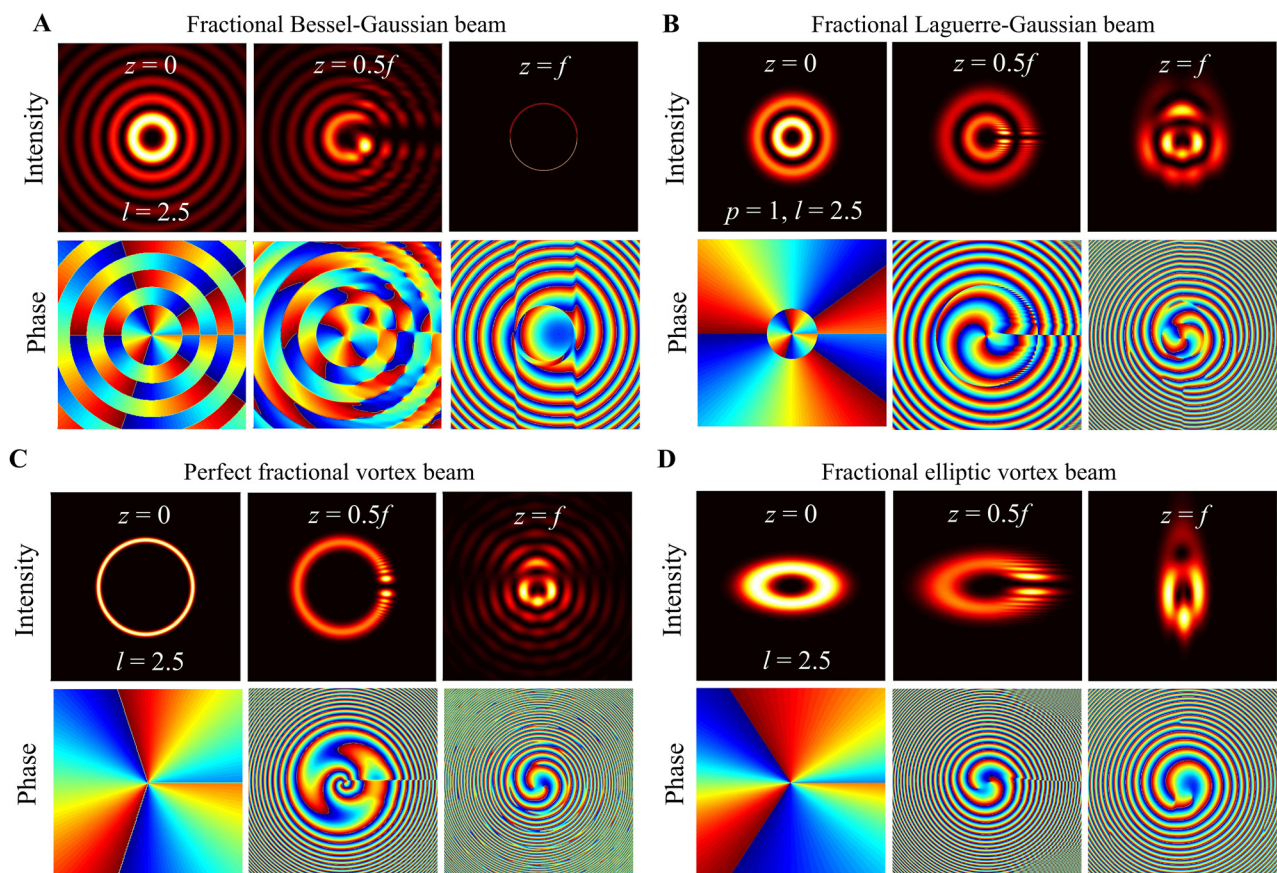 A
Fractional Bessel-Gaussian beam
Intensity
z = 0
z = 0.5f
z = f
l = 2.5
Phase
B
Fractional Laguerre-Gaussian beam
Intensity
z = 0
z = 0.5f
z = f
p = 1, l = 2.5
Phase
C
Perfect fractional vortex beam
Intensity
z = 0
z = 0.5f
z = f
l = 2.5
Phase
D
Fractional elliptic vortex beam
Intensity
z = 0
z = 0.5f
z = f
l = 2.5
Phase